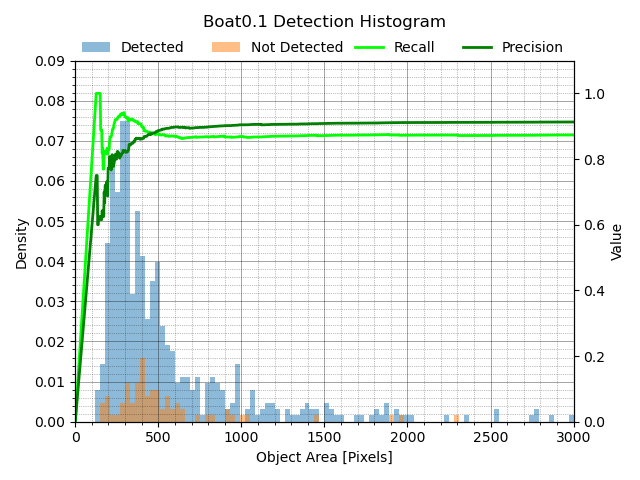 Boat0.1 Detection Histogram
Detected Not Detected Recall Precision
0.09
0.08 1.0
0.07
0.06 0.8
0.05 0.6
0.04
0.03 0.4
0.02 0.2
0.01
0.00 0.0
Density
Value
0 500 1000 1500 2000 2500 3000
Object Area [Pixels]